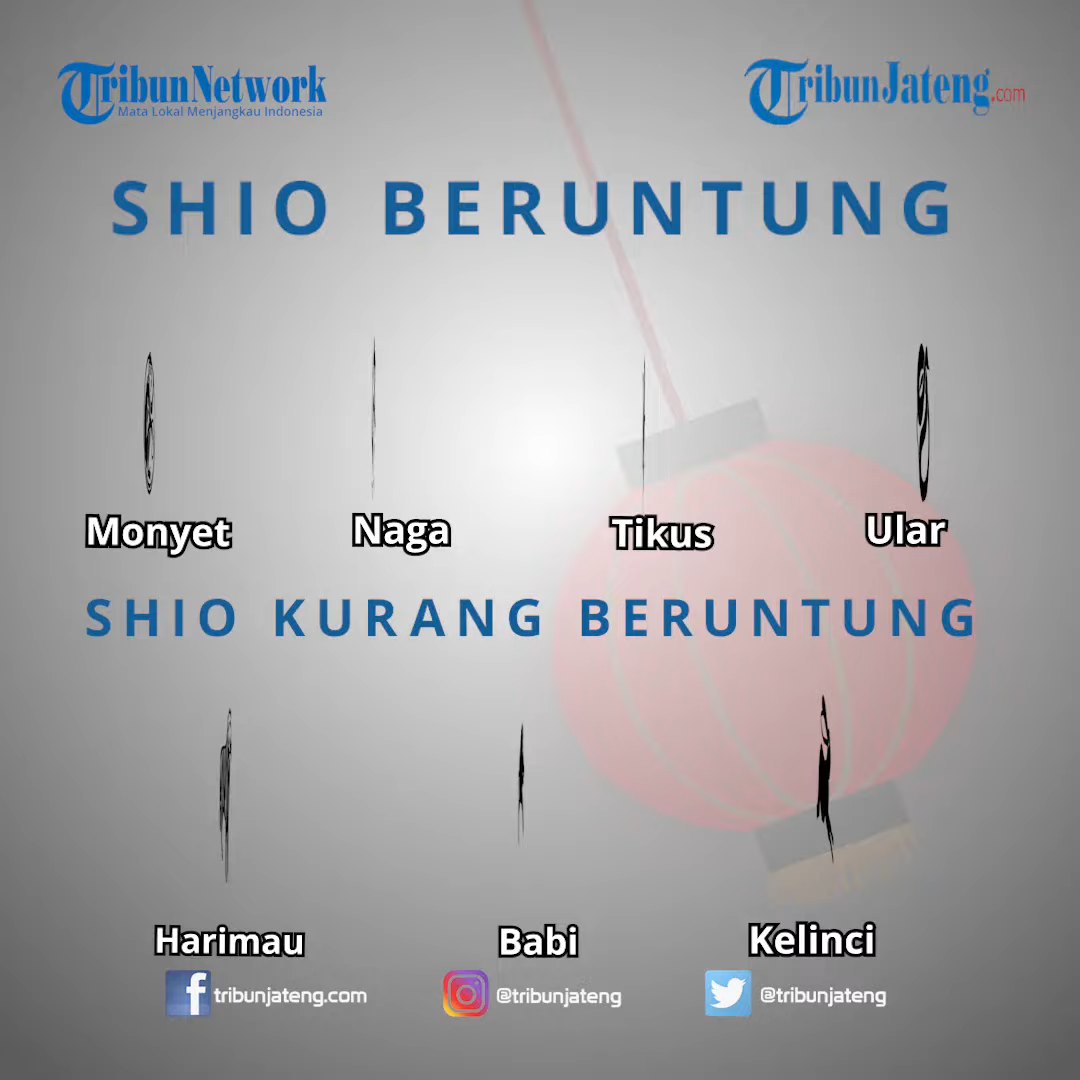 TribunNetwork
Mata Lokal Menjangkau Indonesia
TribunJateng.com
SHIO BERUNTUNG
Monyet Naga Tikus Ular
SHIO KURANG BERUNTUNG
Harimau Babi Kelinci
tribunjateng.com @tribunjateng @tribunjateng